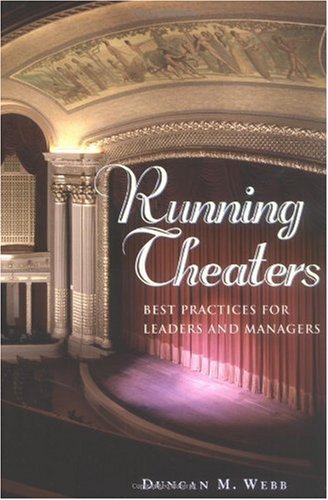 Running
Theaters
BEST PRACTICES FOR
LEADERS AND MANAGERS
DUNCAN M. WEBB